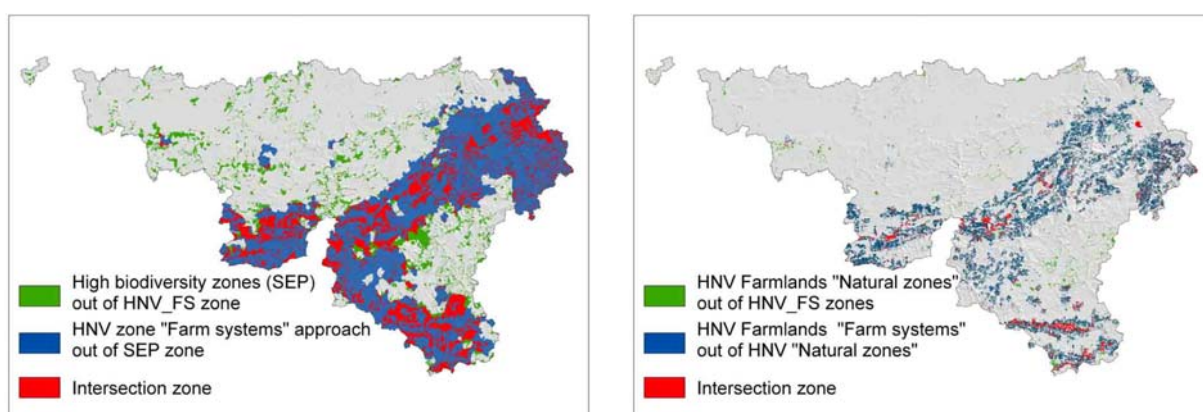 High biodiversity zones (SEP)
out of HNV_FS zone
HNV zone "Farm systems" approach
out of SEP zone
Intersection zone
HNV Farmlands "Natural zones"
out of HNV_FS zones
HNV Farmlands "Farm systems"
out of HNV "Natural zones"
Intersection zone